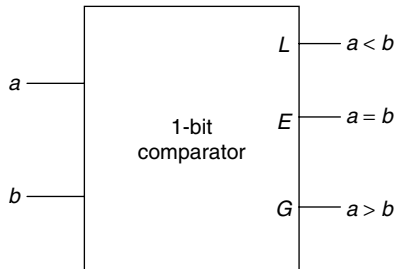 L a < b
a
E a = b
1-bit
comparator
b
G a > b